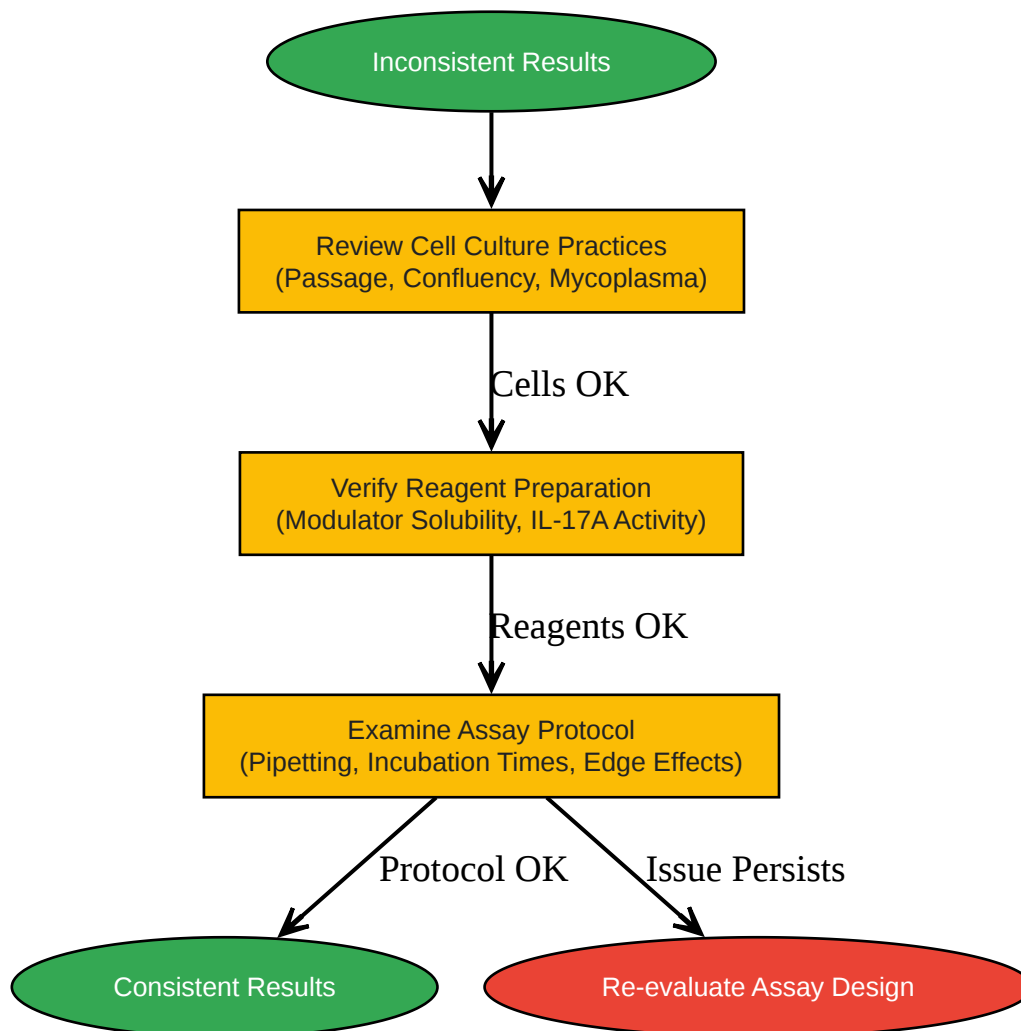 Inconsistent Results
Review Cell Culture Practices
(Passage, Confluency, Mycoplasma)
Cells OK
Verify Reagent Preparation
(Modulator Solubility, IL-17A Activity)
Reagents OK
Examine Assay Protocol
(Pipetting, Incubation Times, Edge Effects)
Protocol OK
Issue Persists
Consistent Results
Re-evaluate Assay Design